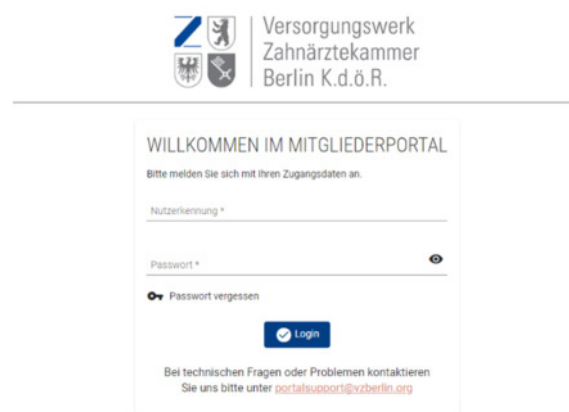 Versorgungswerk
Zahnärztekammer
Berlin K.d.ö.R.
WILLKOMMEN IM MITGLIEDERPORTAL
Bitte melden Sie sich mit Ihren Zugangsdaten an.
Nutzerkennung *
Passwort *
Passwort vergessen
Login
Bei technischen Fragen oder Problemen kontaktieren
Sie uns bitte unter portalsupport@vzberlin.org